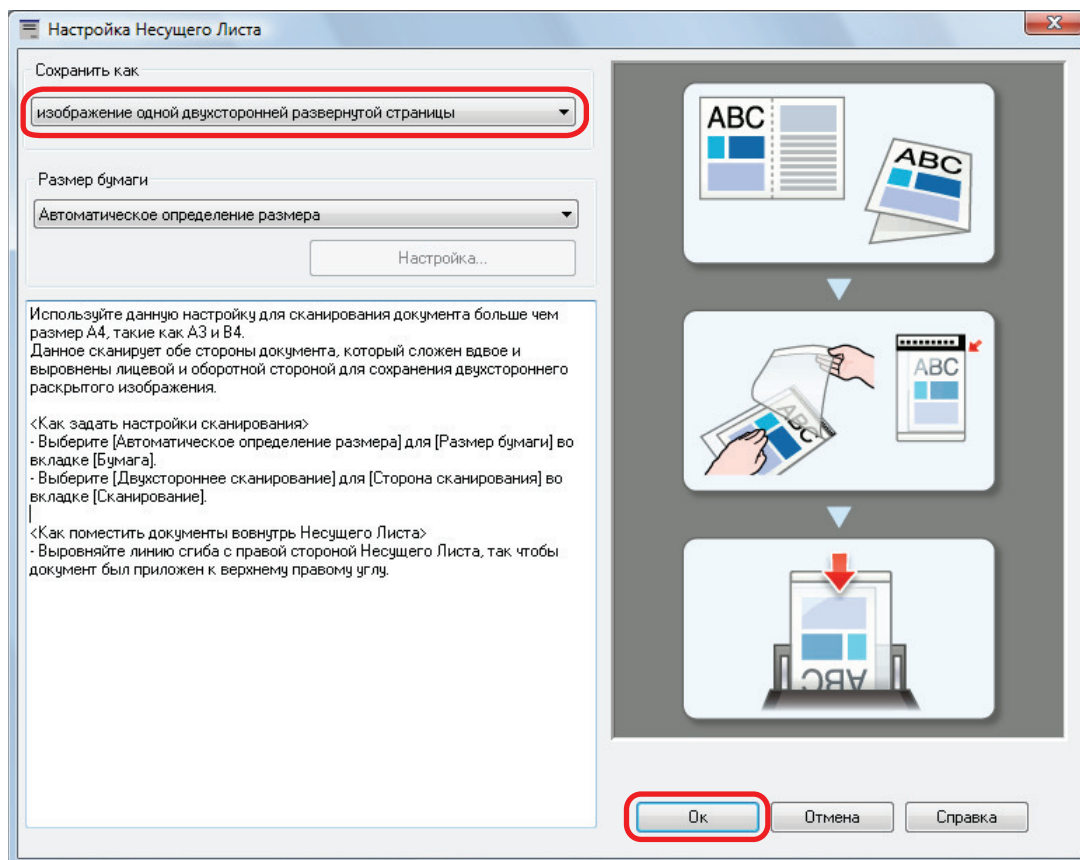 Настройка Несущего Листа
Сохранить как
изображение одной двухсторонней развернутой страницы
Размер бумаги
Автоматическое определение размера
Настройка...
Используйте данную настройку для сканирования документа больше чем
размер А4, такие как А3 и В4.
Данное сканирует обе стороны документа, который сложен вдвое и
выровнены лицевой и оборотной стороной для сохранения двухстороннего
раскрытого изображения.
<Как задать настройки сканирования>
- Выберите [Автоматическое определение размера] для [Размер бумаги] во
вкладке [Бумага].
- Выберите [Двухстороннее сканирование] для [Сторона сканирования] во
вкладке [Сканирование].
<Как поместить документы вовнутрь Несущего Листа>
- Выровняйте линию сгиба с правой стороной Несущего Листа, так чтобы
документ был приложен к верхнему правому углу.
ABC
ABC
ABC
ABC
ABC
Ок
Отмена
Справка